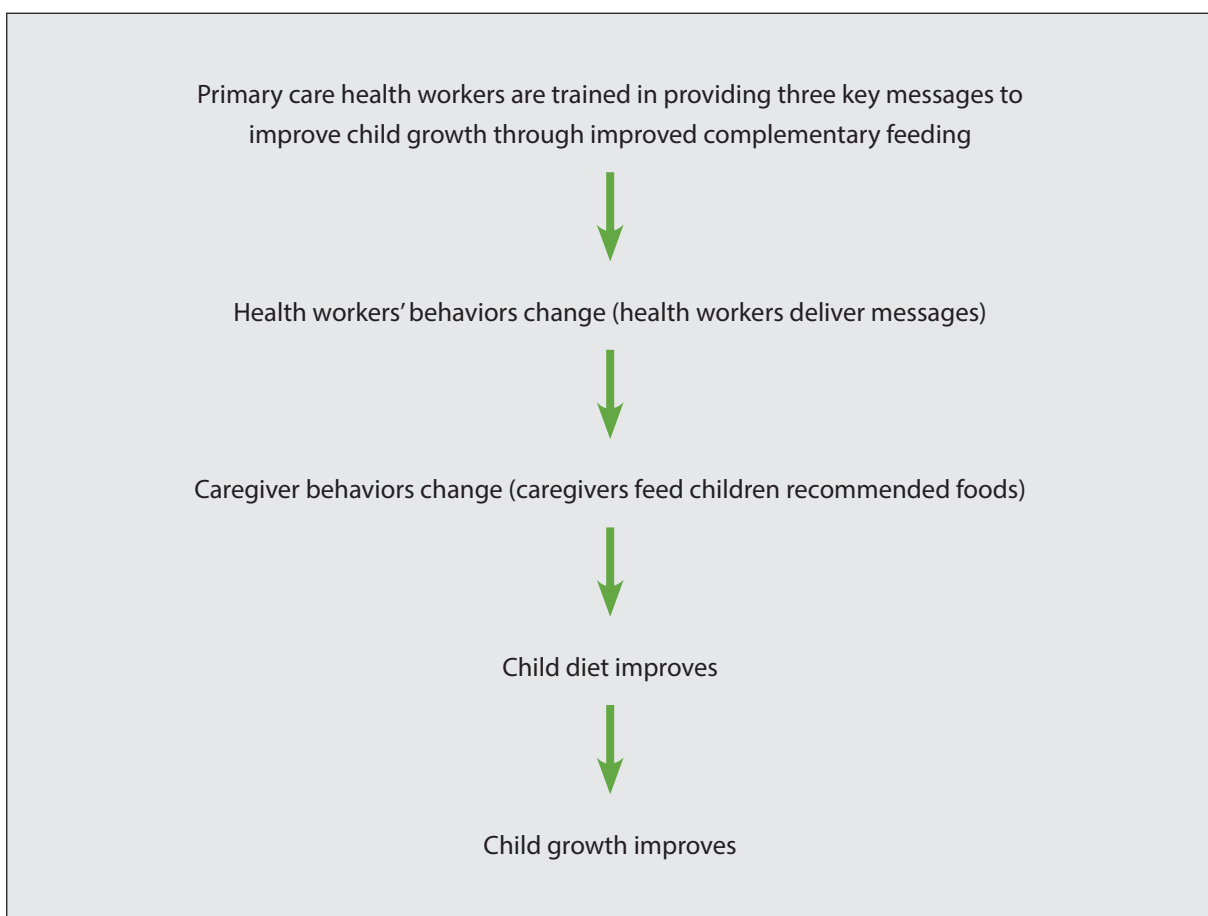 Primary care health workers are trained in providing three key messages to
improve child growth through improved complementary feeding
Health workers’ behaviors change (health workers deliver messages)
Caregiver behaviors change (caregivers feed children recommended foods)
Child diet improves
Child growth improves